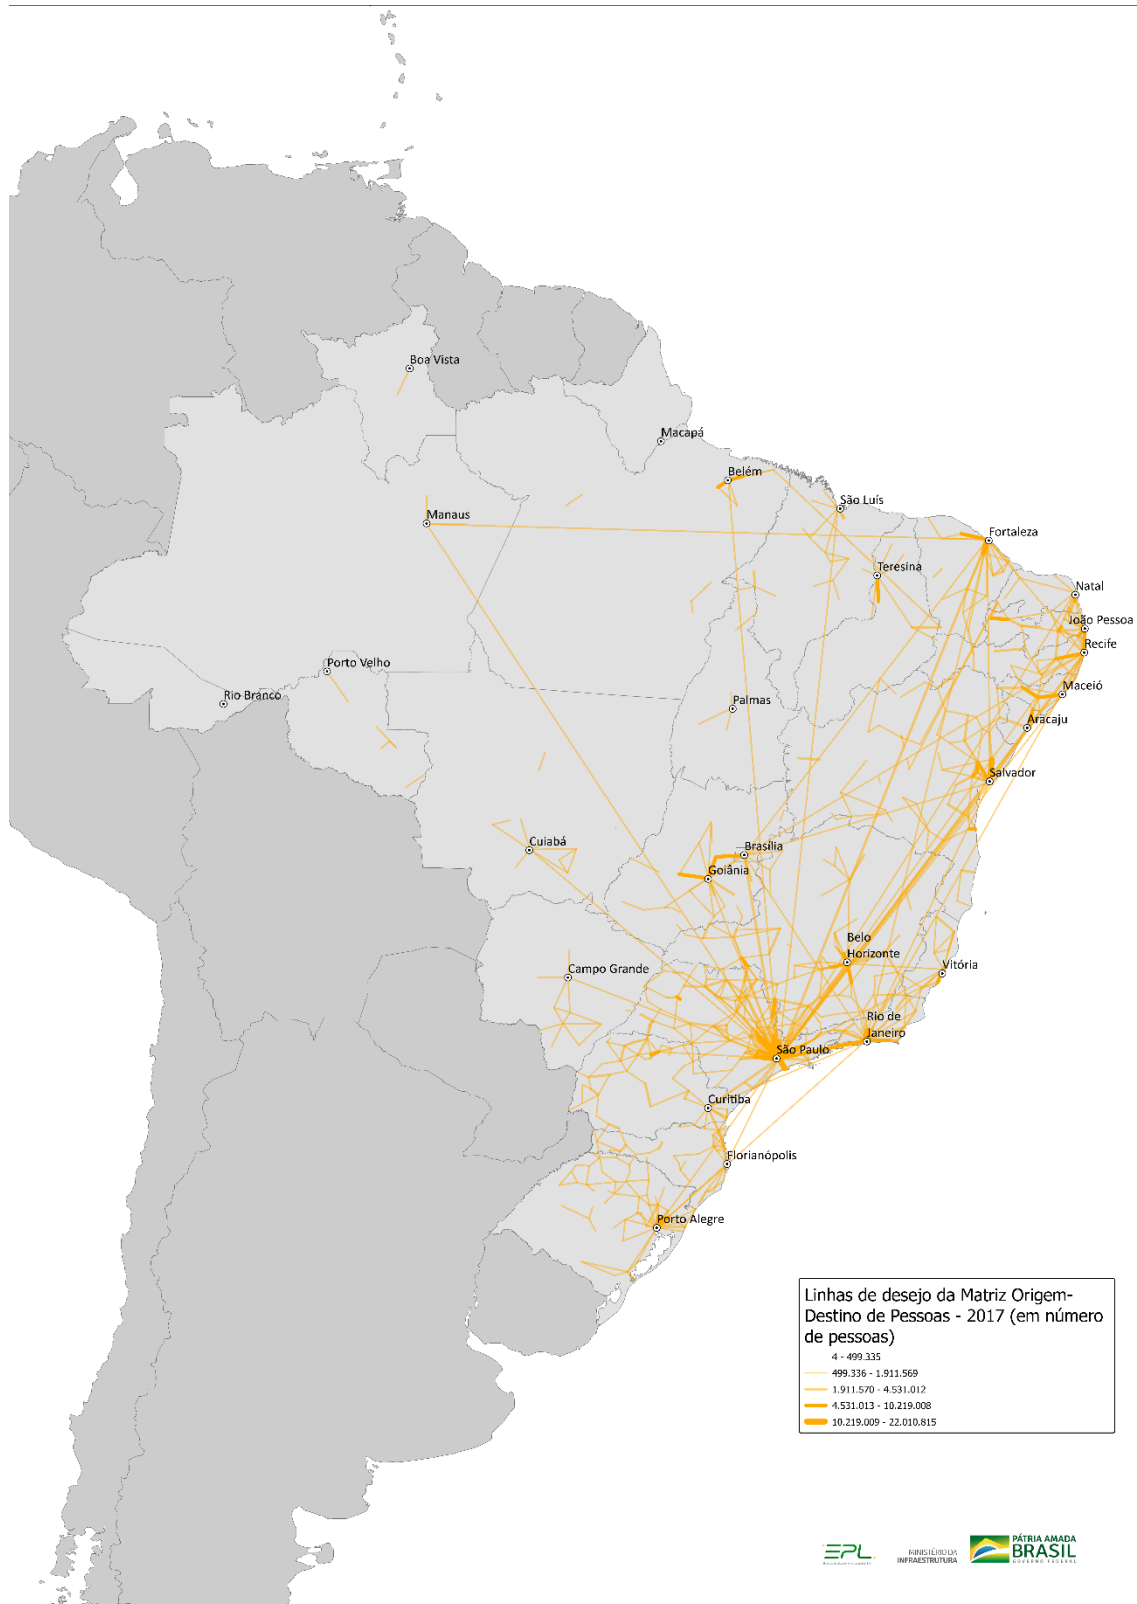 Boa Vista
Macapá
Belém
São Luís
Manaus
Fortaleza
Teresina
Natal
João Pessoa
Recife
Porto Velho
Rio Branco
Palmas
Maceió
Aracaju
Salvador
Cuiabá
Brasília
Goiânia
Belo
Horizonte
Vitória
Campo Grande
Rio de
Janeiro
São Paulo
Curitiba
Florianópolis
Porto Alegre
Linhas de desejo da Matriz Origem-
Destino de Pessoas - 2017 (em número
de pessoas)
4 - 499.335
499.336 - 1.911.569
1.911.570 - 4.531.012
4.531.013 - 10.219.008
10.219.009 - 22.010.815
EPL
MINISTÉRIO DA
INFRAESTRUTURA
PÁTRIA AMADA
BRASIL
GOVERNO FEDERAL